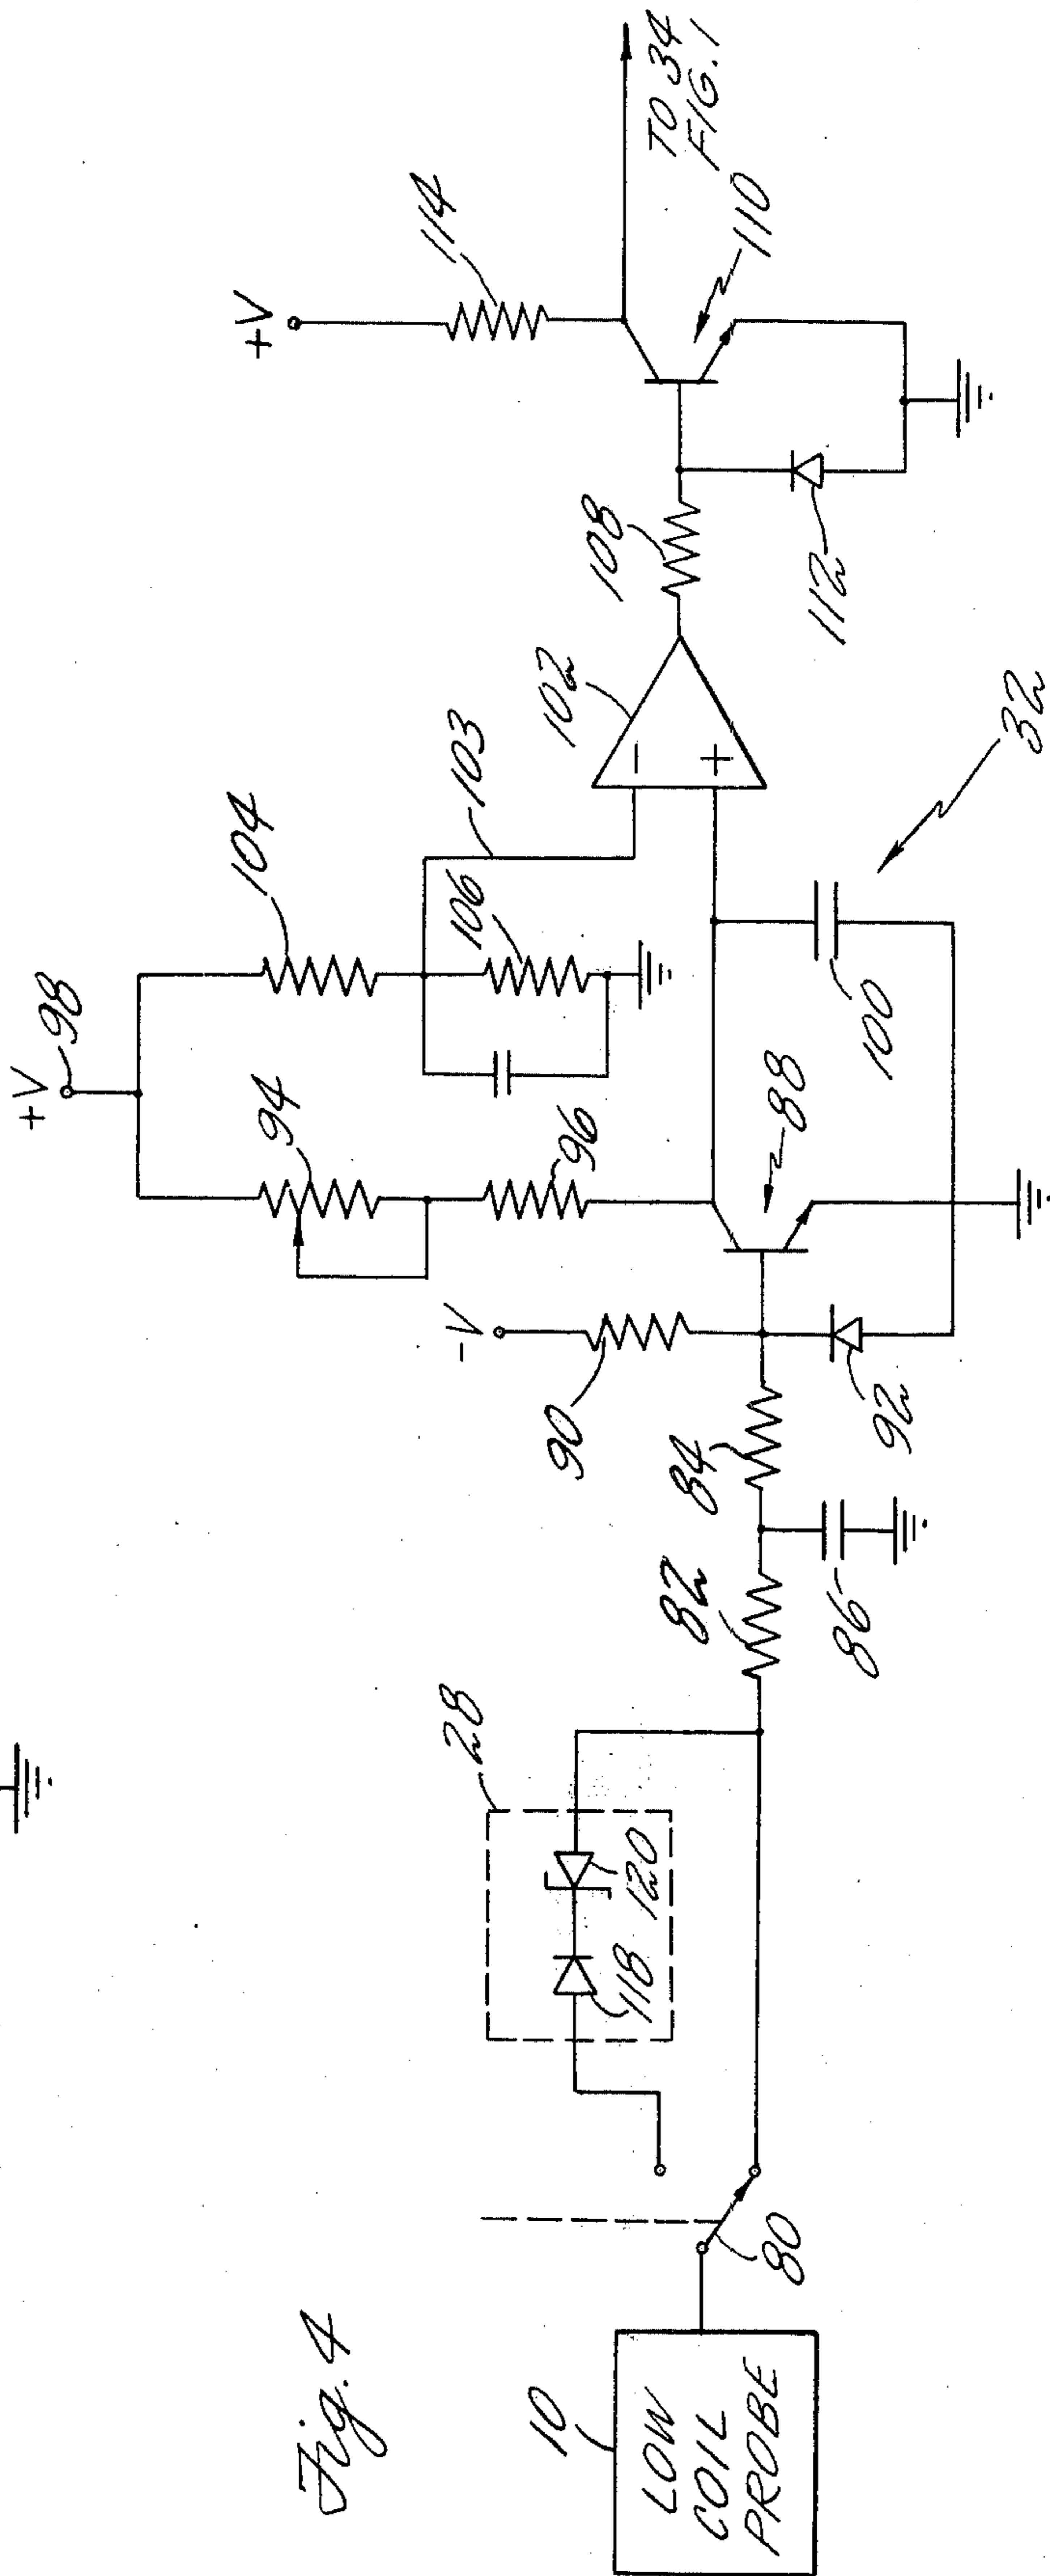 Fig. 4
10
LOW
COIL
PROBE
80
28
118
120
82
84
86
90
-V
92
+V
98
94
96
88
104
106
103
100
102
32
108
+V
114
112
110
TO 34
FIG. 1
−
+